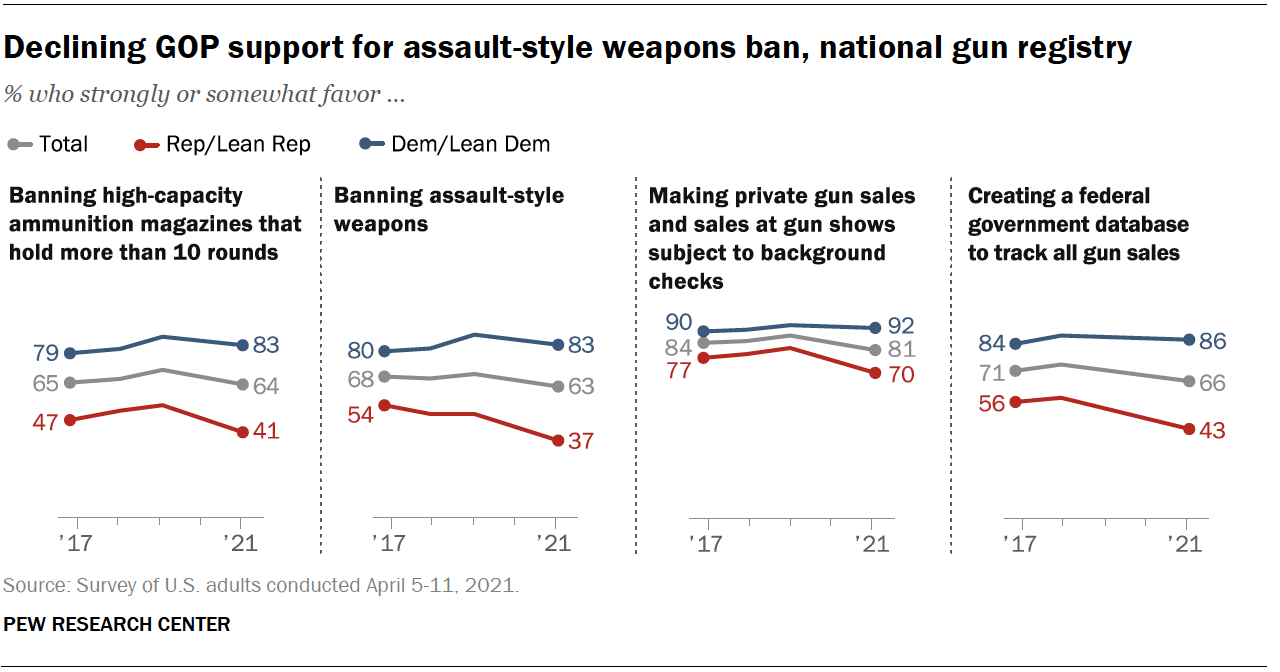 Declining GOP support for assault-style weapons ban, national gun registry
% who strongly or somewhat favor ...
Total Rep/Lean Rep Dem/Lean Dem
Banning high-capacity
ammunition magazines that
hold more than 10 rounds
79 83
65 64
47 41
’17 ’21
Banning assault-style
weapons
80 83
68 63
54 37
’17 ’21
Making private gun sales
and sales at gun shows
subject to background
checks
90 92
84 81
77 70
’17 ’21
Creating a federal
government database
to track all gun sales
84 86
71 66
56 43
’17 ’21
Source: Survey of U.S. adults conducted April 5-11, 2021.
PEW RESEARCH CENTER